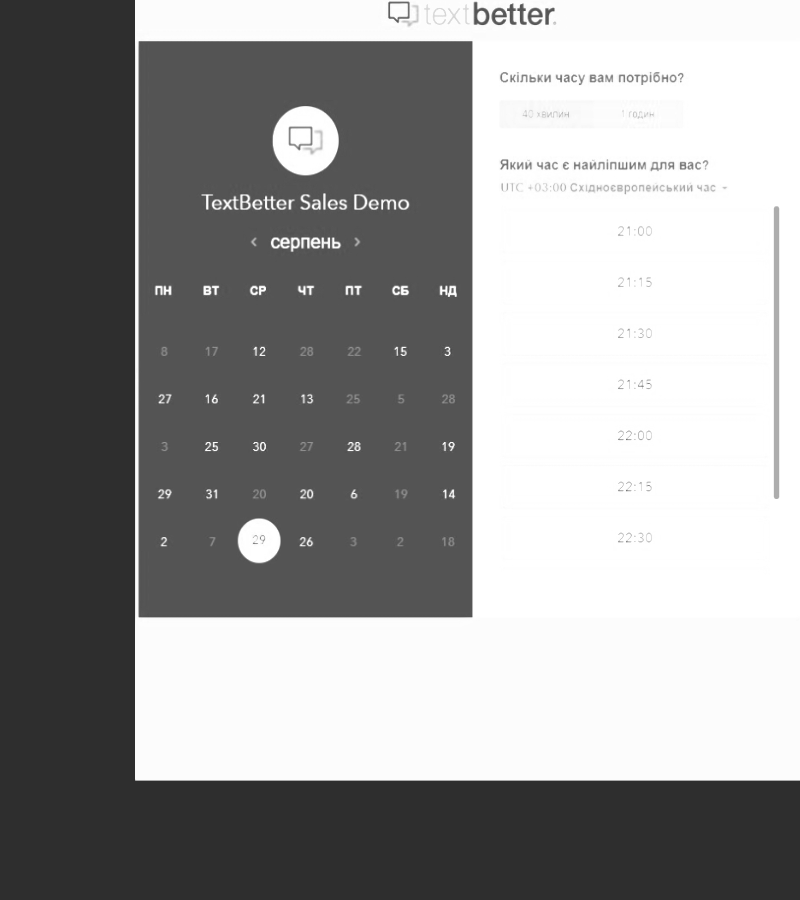 textbetter.
TextBetter Sales Demo
< серпень >
ПН ВТ СР ЧТ ПТ СБ НД
8 17 12 28 22 15 3
27 16 21 13 25 5 28
3 25 30 27 28 21 19
29 31 20 20 6 19 14
2 7 29 26 3 2 18
Скільки часу вам потрібно?
40 хвилин 1 годин
Який час є найліпшим для вас?
UTC +03:00 Східноєвропейський час
21:00
21:15
21:30
21:45
22:00
22:15
22:30